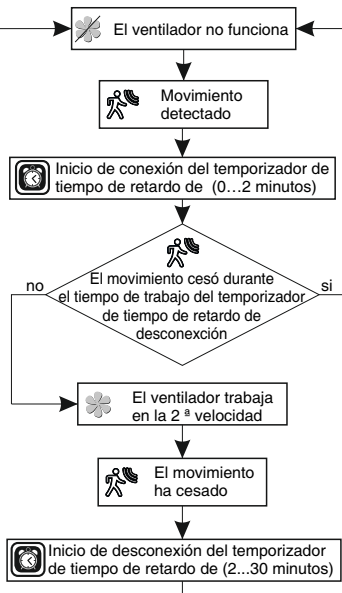 El ventilador no funciona
Movimiento
detectado
Inicio de conexión del temporizador de
tiempo de retardo de (0...2 minutos)
El movimiento cesó durante
el tiempo de trabajo del temporizador
de tiempo de retardo de
desconexción
no
si
El ventilador trabaja
en la 2 ª velocidad
El movimiento
ha cesado
Inicio de desconexión del temporizador
de tiempo de retardo de (2...30 minutos)